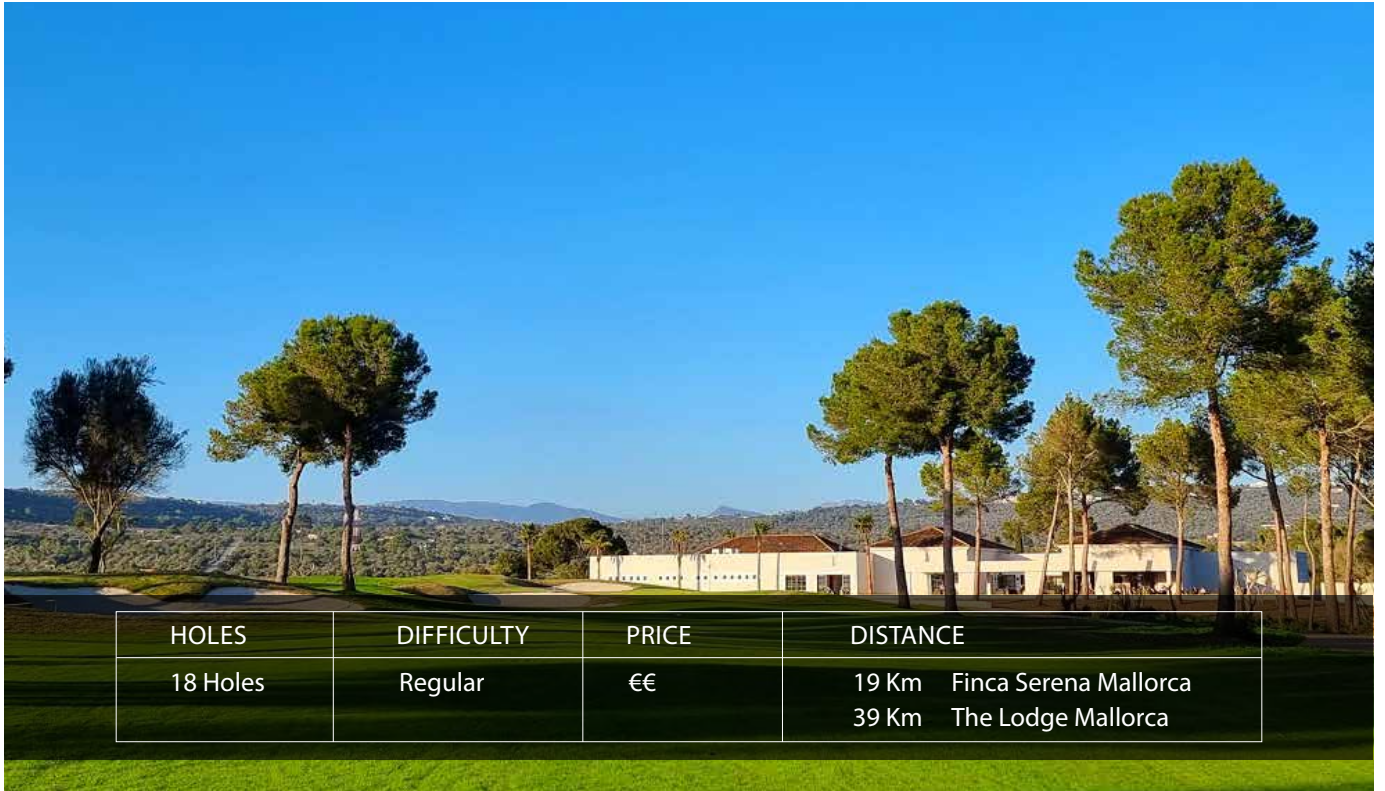 HOLES DIFFICULTY PRICE DISTANCE
18 Holes Regular €€ 19 Km Finca Serena Mallorca
39 Km The Lodge Mallorca